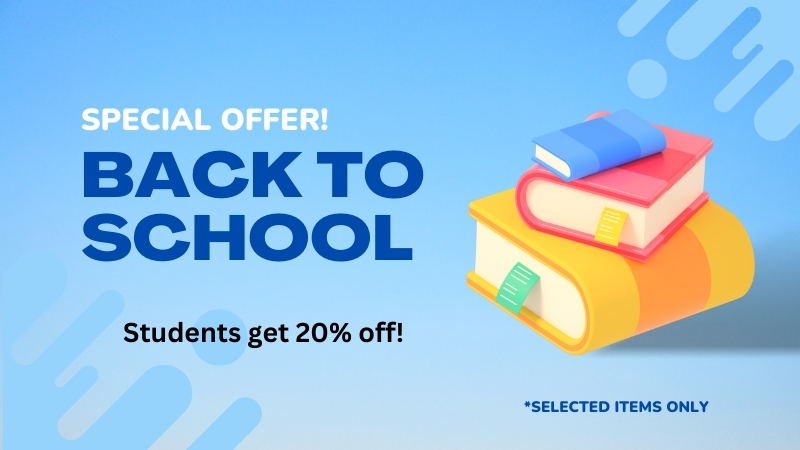 SPECIAL OFFER!
BACK TO
SCHOOL
Students get 20% off!
*SELECTED ITEMS ONLY